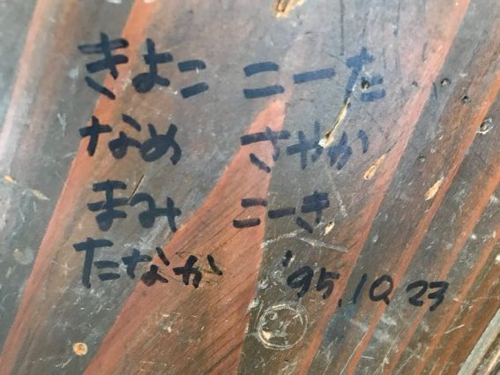 きよこ こーた
なめ さやか
まみ こーき
たなか '95.10.23